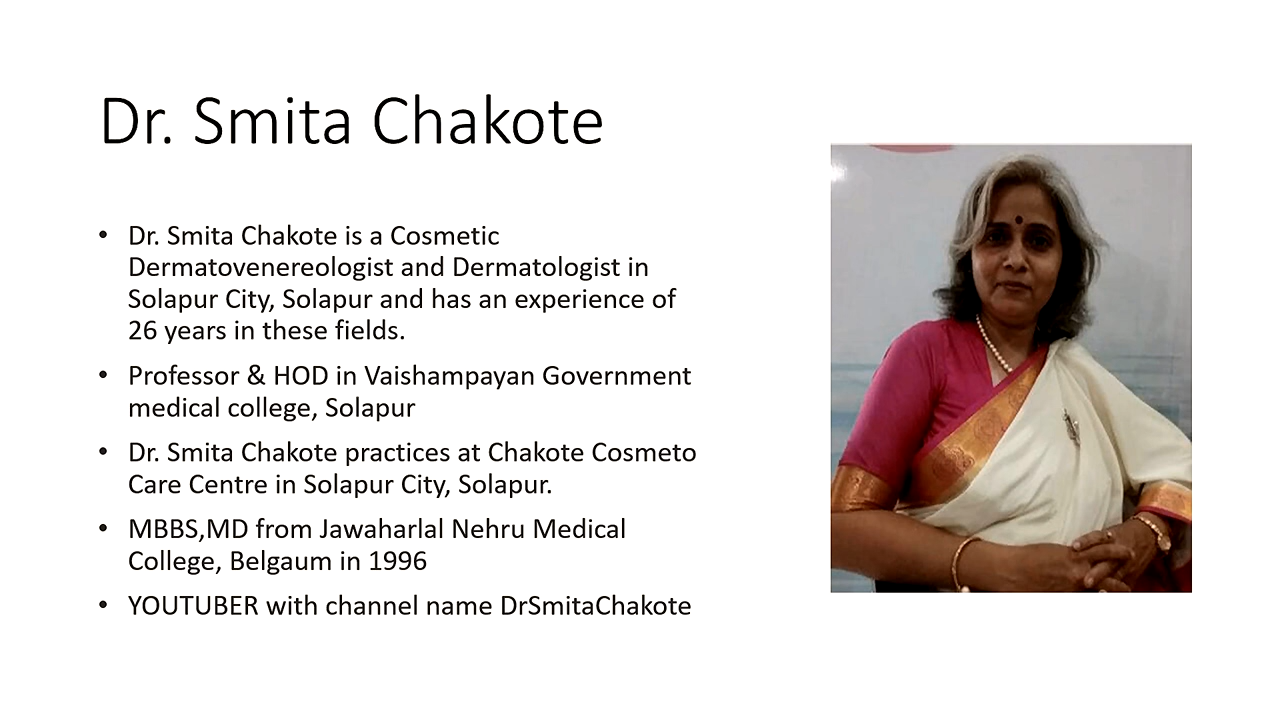 Dr. Smita Chakote
• Dr. Smita Chakote is a Cosmetic
Dermatovenereologist and Dermatologist in
Solapur City, Solapur and has an experience of
26 years in these fields.
• Professor & HOD in Vaishampayan Government
medical college, Solapur
• Dr. Smita Chakote practices at Chakote Cosmeto
Care Centre in Solapur City, Solapur.
• MBBS,MD from Jawaharlal Nehru Medical
College, Belgaum in 1996
• YOUTUBER with channel name DrSmitaChakote